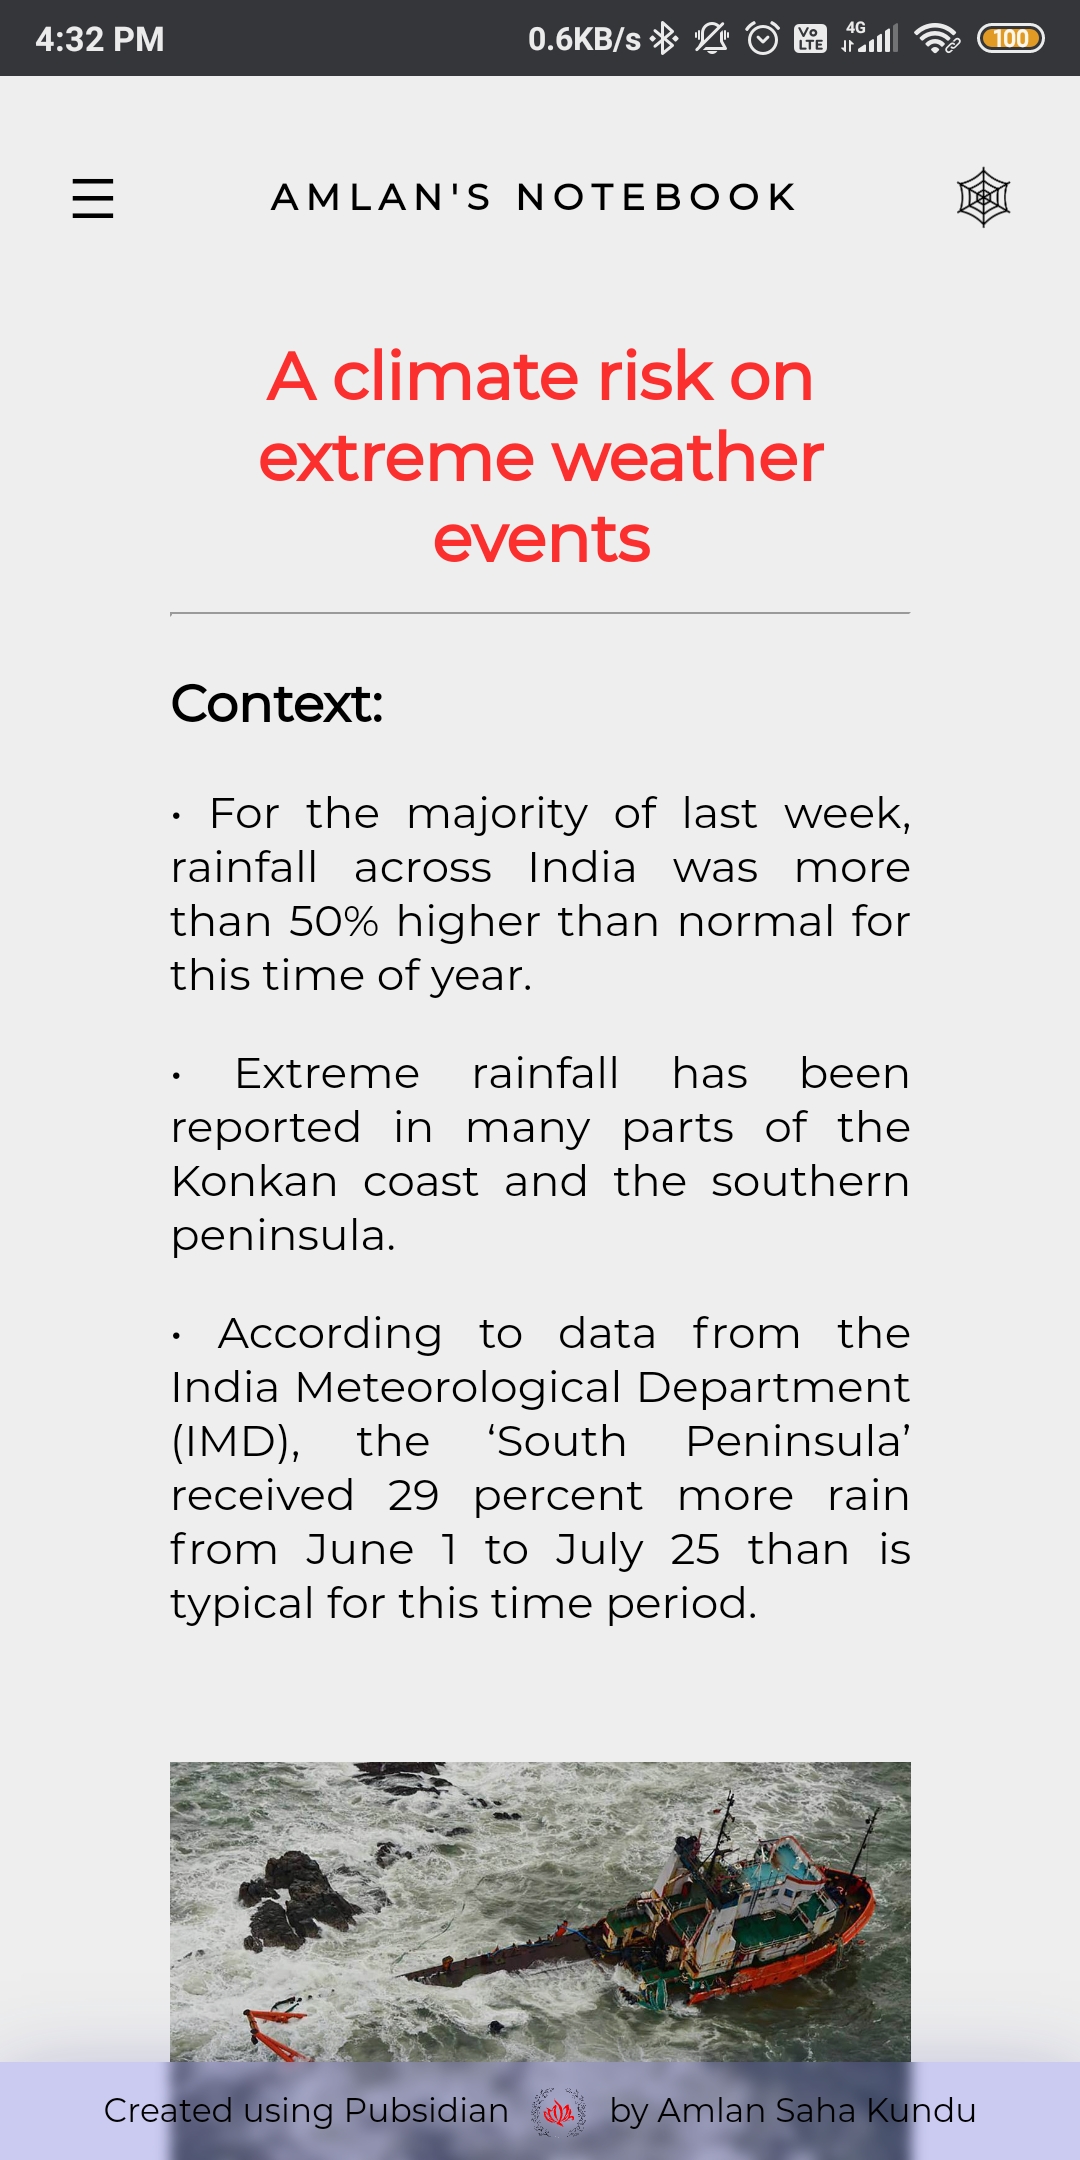 4:32 PM
0.6KB/s
Vo LTE
4G
100
AMLAN'S NOTEBOOK
A climate risk on
extreme weather
events
Context:
• For the majority of last week,
rainfall across India was more
than 50% higher than normal for
this time of year.
• Extreme rainfall has been
reported in many parts of the
Konkan coast and the southern
peninsula.
• According to data from the
India Meteorological Department
(IMD), the ‘South Peninsula’
received 29 percent more rain
from June 1 to July 25 than is
typical for this time period.
Created using Pubsidian by Amlan Saha Kundu